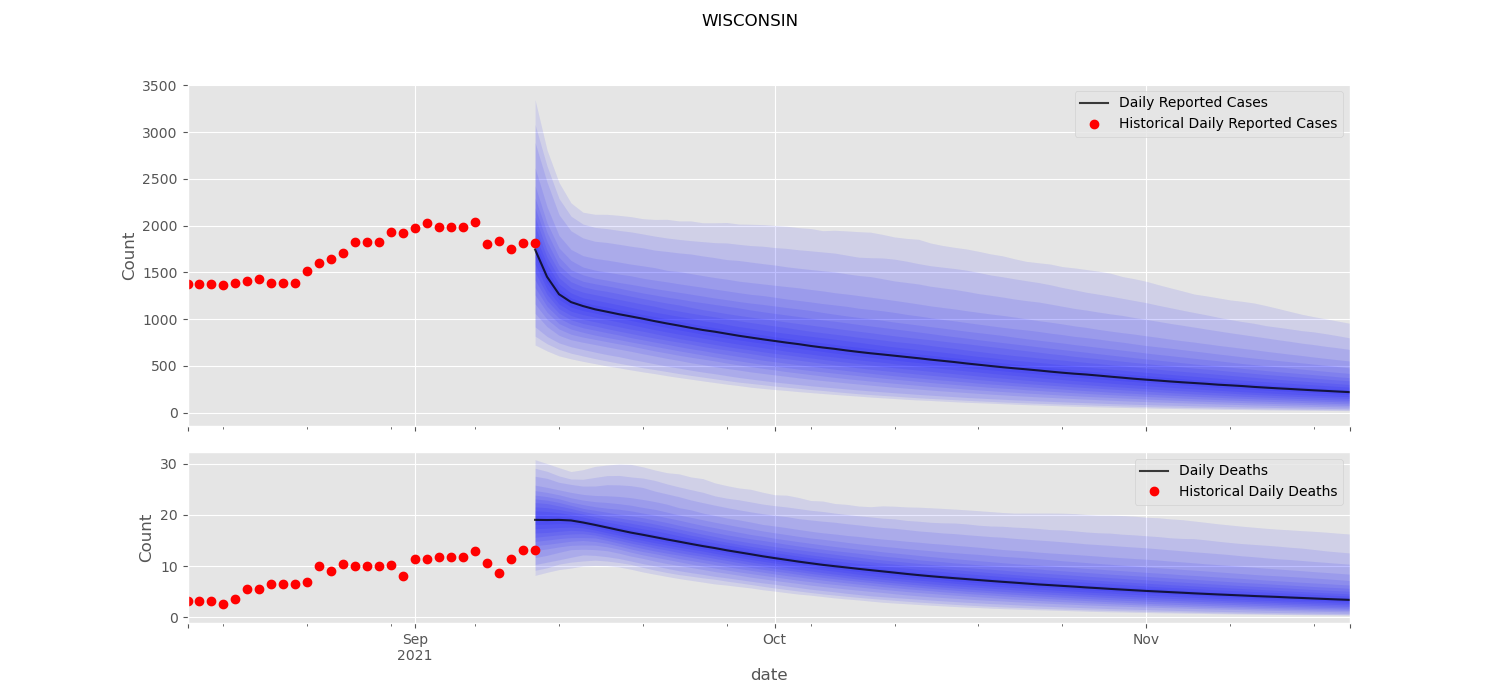 WISCONSIN
3500
3000
2500
2000
1500
1000
500
0
Count
Daily Reported Cases
Historical Daily Reported Cases
30
20
10
0
Count
Daily Deaths
Historical Daily Deaths
Sep
2021
Oct
Nov
date